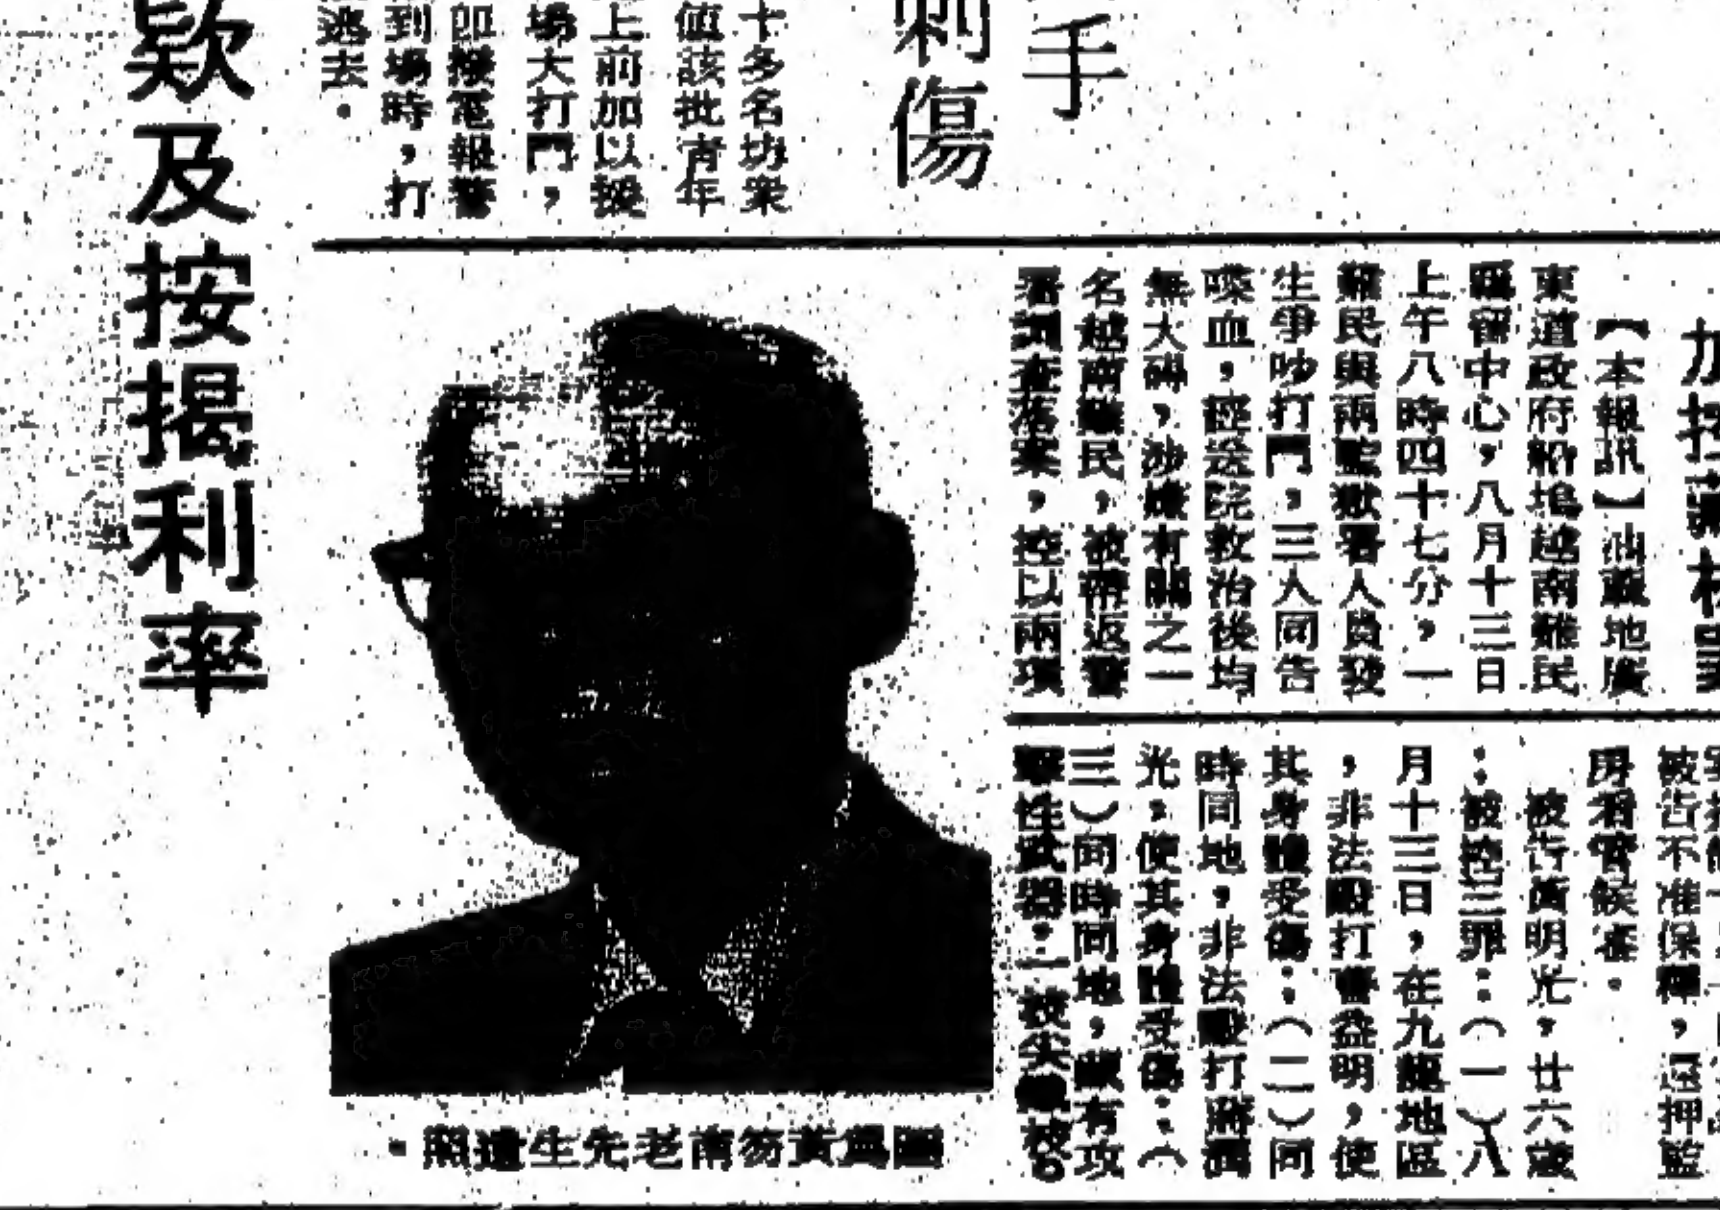 手
刺傷
十多名坊衆
值該批青年
上前加以援
場大打鬥，
即撥電報警
到場時，打
逃去。
欵及按揭利率
【本報訊】油蔴地廣
東道政府船塢越南難民
羈留中心，八月十三日
上午八時四十七分，一
難民與兩監獄署人員發
生爭吵打鬥，三人同告
喋血，經送院救治後均
無大碍，涉嫌有關之一
名越南難民，被帶返警
署調查落案，控以兩項
被告不准保釋，還押監
房看管候審。
被告黃明光，廿六歲
：被控三罪：（一）八
月十三日，在九龍地區
，非法毆打曹益明，使
其身體受傷；（二）同
時同地，非法毆打
光，使其身體受傷；（
三）同時同地，藏有攻
擊性武器，一枝尖
圖爲黃笏南老先生遺照。